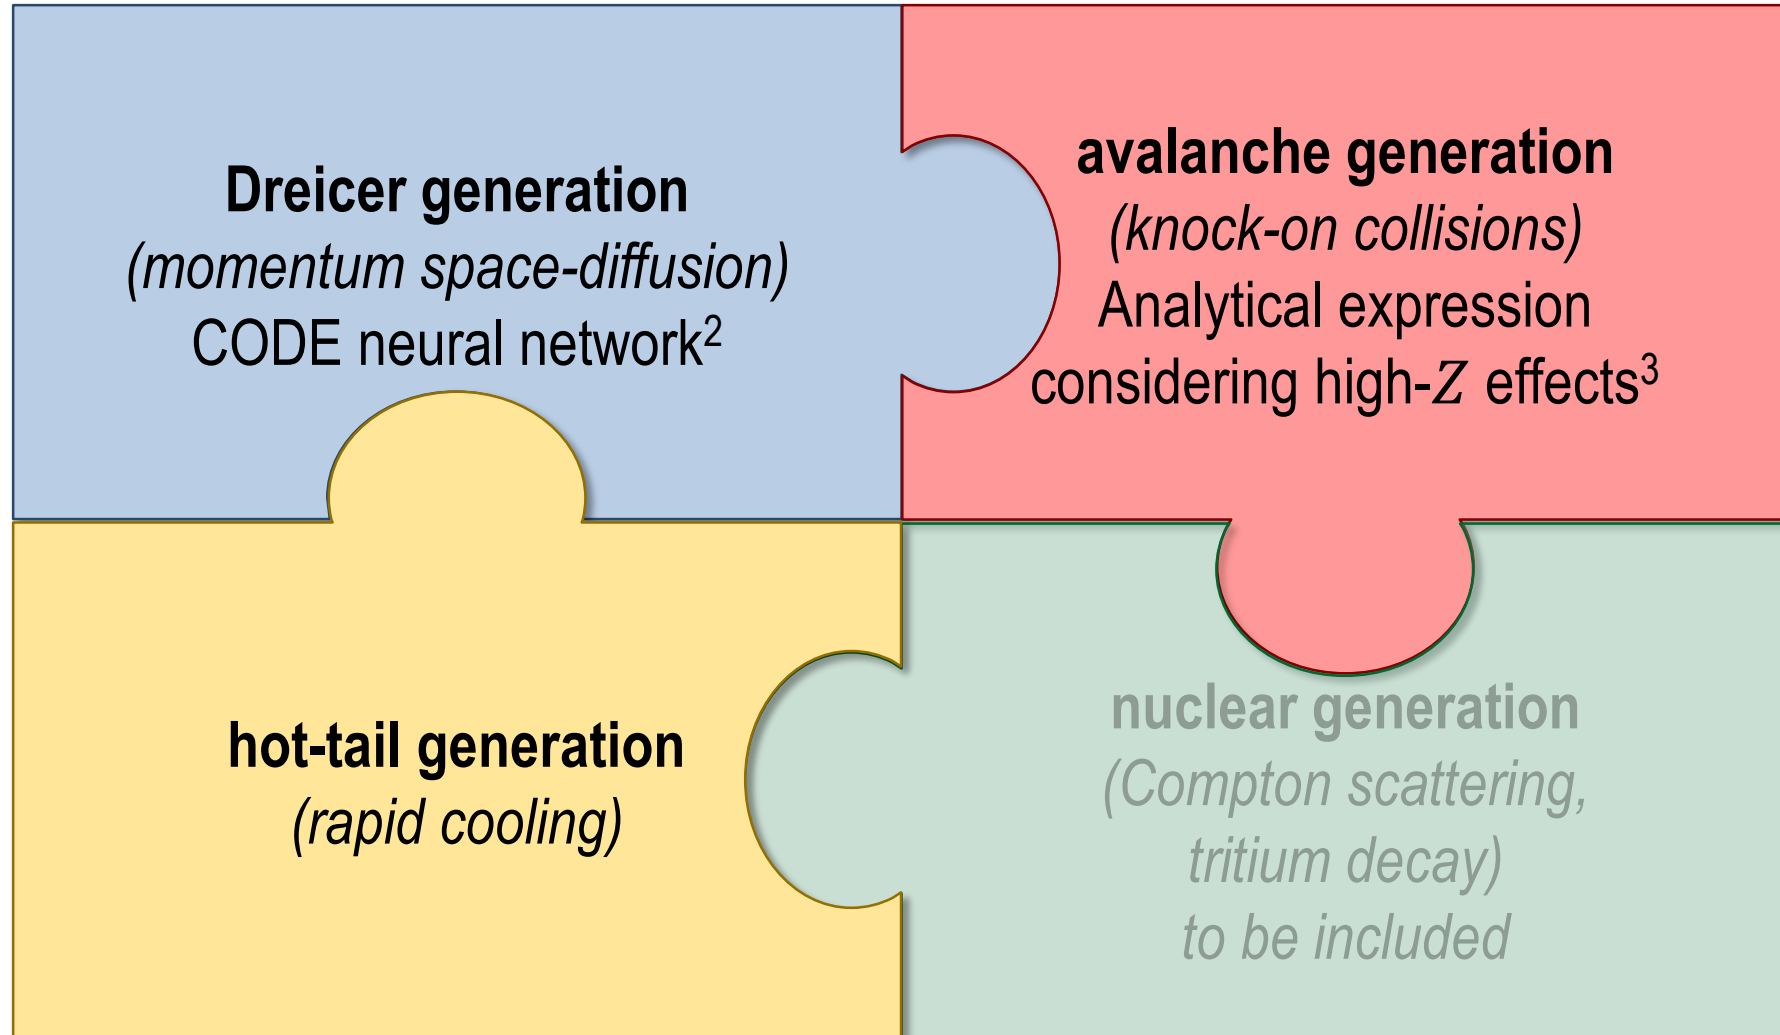 Dreicer generation
(momentum space-diffusion)
CODE neural network²
avalanche generation
(knock-on collisions)
Analytical expression
considering high-Z effects³
hot-tail generation
(rapid cooling)
nuclear generation
(Compton scattering,
tritium decay)
to be included